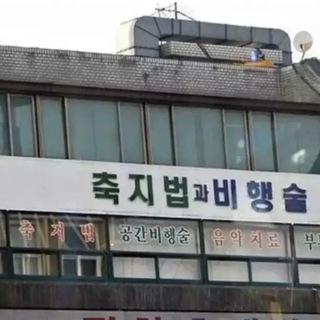 축지법과비행술
축지법 공간비행술 음악치료 부